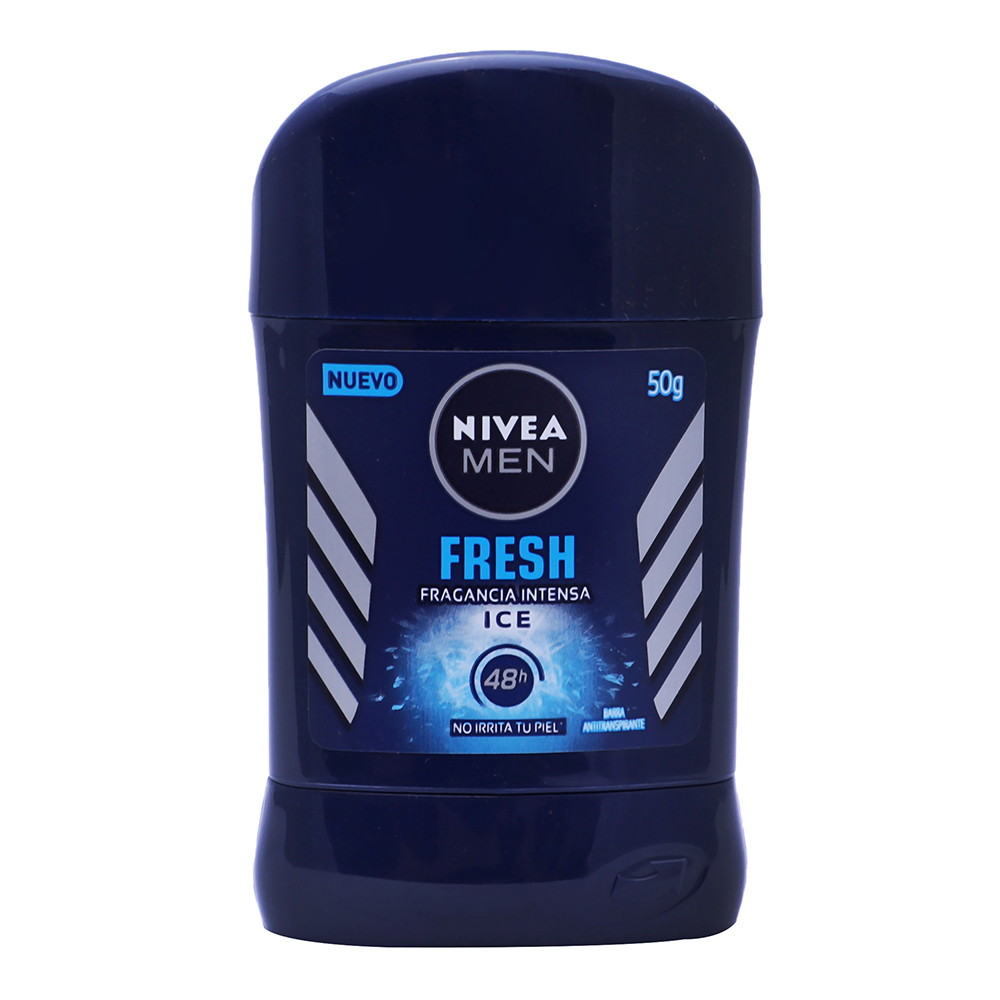 NUEVO
50g
NIVEA
MEN
FRESH
FRAGANCIA INTENSA
ICE
48h
NO IRRITA TU PIEL*
BARRA
ANTITRANSPIRANTE